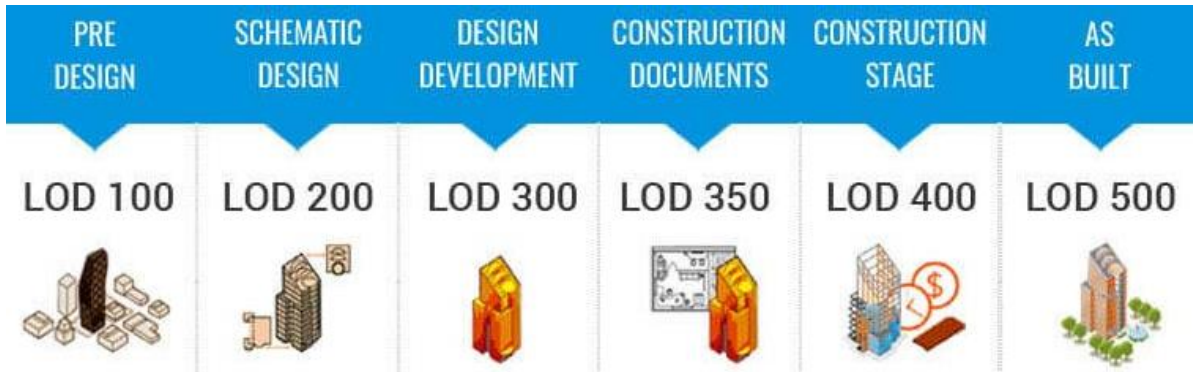 PRE
DESIGN
SCHEMATIC
DESIGN
DESIGN
DEVELOPMENT
CONSTRUCTION
DOCUMENTS
CONSTRUCTION
STAGE
AS
BUILT
LOD 100
LOD 200
LOD 300
LOD 350
LOD 400
LOD 500
$